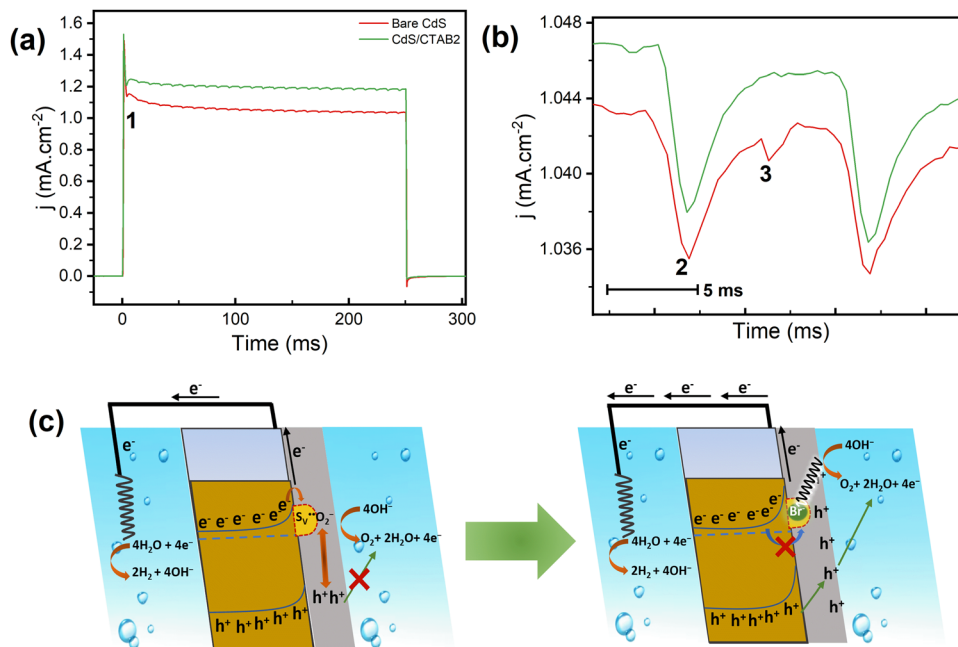 (a)
Bare CdS
CdS/CTAB2
1.6
1.4
1.2
1.0
0.8
0.6
0.4
0.2
0.0
j (mA.cm⁻²)
1
0
100
200
300
Time (ms)
(b)
1.048
1.044
1.040
1.036
j (mA.cm⁻²)
2
3
5 ms
Time (ms)
(c)
e⁻
e⁻
e⁻
e⁻ e⁻ e⁻ e⁻ e⁻ e⁻ e
Sᵥ••O₂⁻
4OH⁻
O₂+ 2H₂O+ 4e⁻
4H₂O + 4e⁻
2H₂ + 4OH⁻
h⁺h⁺
h⁺ h⁺ h⁺ h⁺ h⁺
e⁻ e⁻ e⁻
e⁻
e⁻
e⁻
e⁻ e⁻ e⁻ e⁻ e⁻ e⁻
Br⁻
4OH⁻
O₂+ 2H₂O+ 4e⁻
h⁺
h⁺
h⁺
h⁺
h⁺
4H₂O + 4e⁻
2H₂ + 4OH⁻
h⁺ h⁺h⁺ h⁺ h⁺